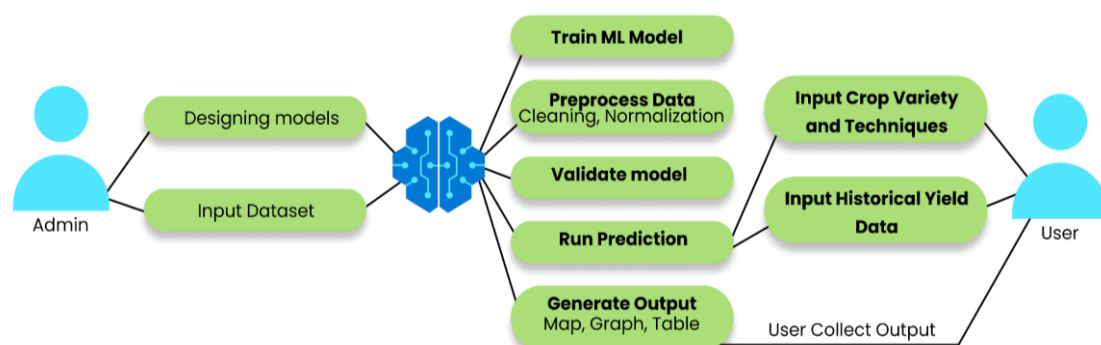 Admin
Designing models
Input Dataset
Train ML Model
Preprocess Data
Cleaning, Normalization
Validate model
Run Prediction
Generate Output
Map, Graph, Table
Input Crop Variety
and Techniques
Input Historical Yield
Data
User
User Collect Output